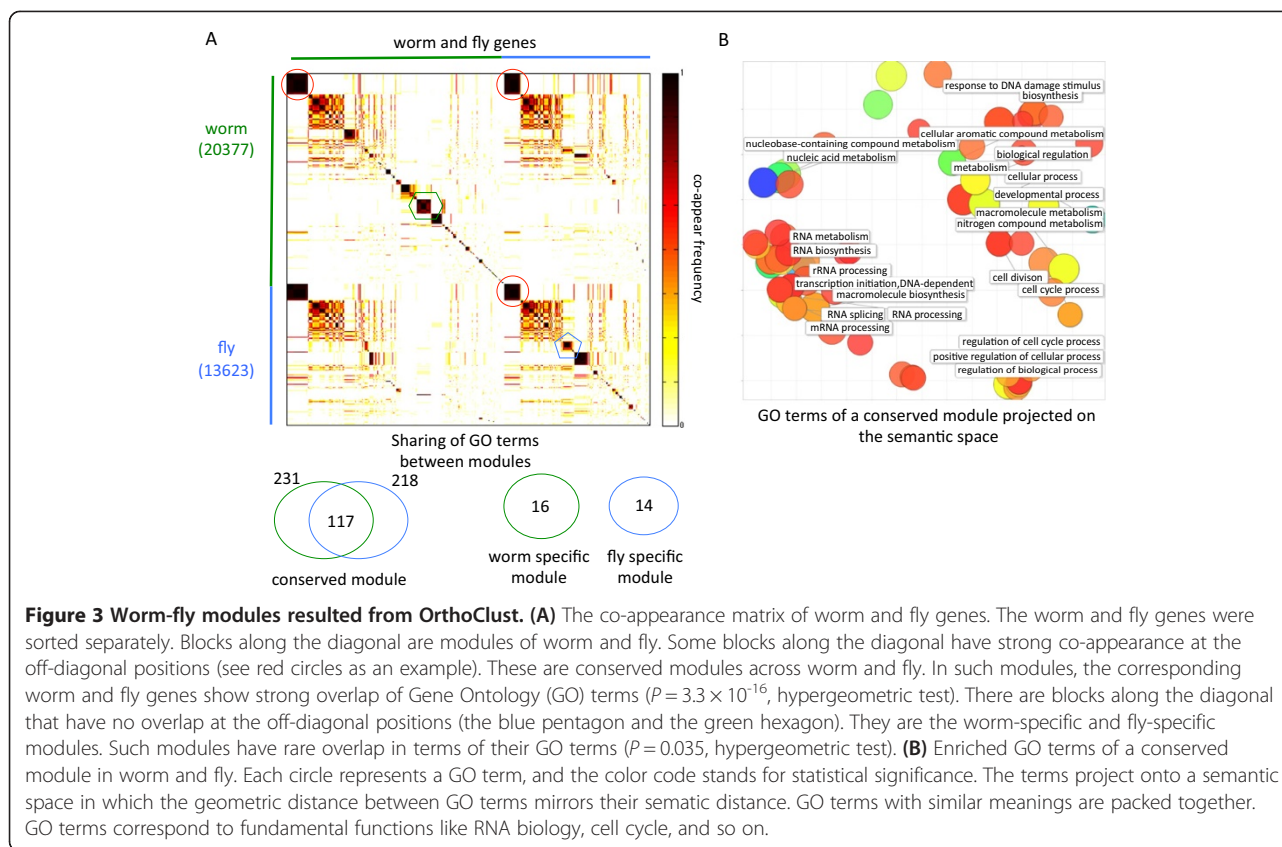 A
worm and fly genes
worm
(20377)
fly
(13623)
1
co-appear frequency
0
Sharing of GO terms
between modules
231
218
117
conserved module
16
worm specific
module
14
fly specific
module
B
response to DNA damage stimulus
biosynthesis
cellular aromatic compound metabolism
nucleobase-containing compound metabolism
biological regulation
nucleic acid metabolism
metabolism
cellular process
developmental process
macromolecule metabolism
nitrogen compound metabolism
RNA metabolism
RNA biosynthesis
rRNA processing
cell divison
transcription initiation,DNA-dependent
cell cycle process
macromolecule biosynthesis
RNA splicing
RNA processing
mRNA processing
regulation of cell cycle process
positive regulation of cellular process
regulation of biological process
GO terms of a conserved module projected on
the semantic space
Figure 3 Worm-fly modules resulted from OrthoClust. (A) The co-appearance matrix of worm and fly genes. The worm and fly genes were
sorted separately. Blocks along the diagonal are modules of worm and fly. Some blocks along the diagonal have strong co-appearance at the
off-diagonal positions (see red circles as an example). These are conserved modules across worm and fly. In such modules, the corresponding
worm and fly genes show strong overlap of Gene Ontology (GO) terms (P = 3.3 × 10⁻¹⁶, hypergeometric test). There are blocks along the diagonal
that have no overlap at the off-diagonal positions (the blue pentagon and the green hexagon). They are the worm-specific and fly-specific
modules. Such modules have rare overlap in terms of their GO terms (P = 0.035, hypergeometric test). (B) Enriched GO terms of a conserved
module in worm and fly. Each circle represents a GO term, and the color code stands for statistical significance. The terms project onto a semantic
space in which the geometric distance between GO terms mirrors their sematic distance. GO terms with similar meanings are packed together.
GO terms correspond to fundamental functions like RNA biology, cell cycle, and so on.